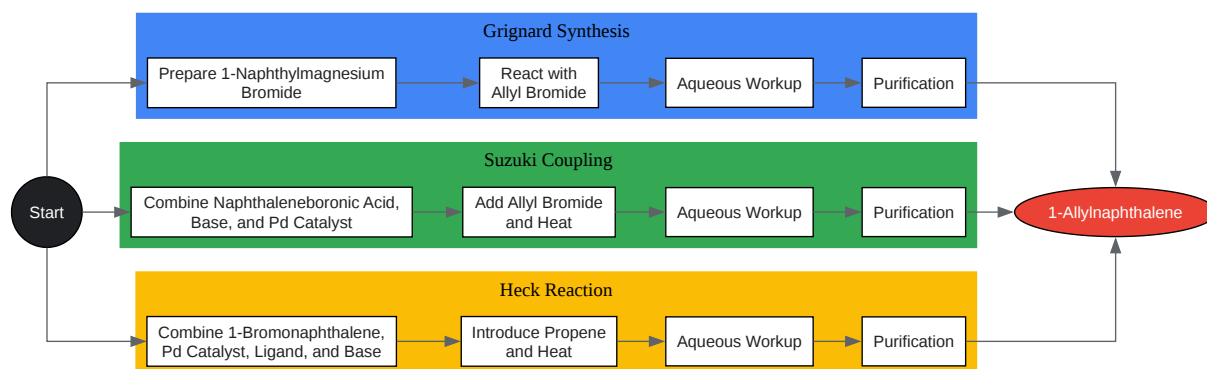 Grignard Synthesis
Prepare 1-Naphthylmagnesium
Bromide
React with
Allyl Bromide
Aqueous Workup
Purification
Suzuki Coupling
Start
Combine Naphthaleneboronic Acid,
Base, and Pd Catalyst
Add Allyl Bromide
and Heat
Aqueous Workup
Purification
1-Allylnaphthalene
Heck Reaction
Combine 1-Bromonaphthalene,
Pd Catalyst, Ligand, and Base
Introduce Propene
and Heat
Aqueous Workup
Purification